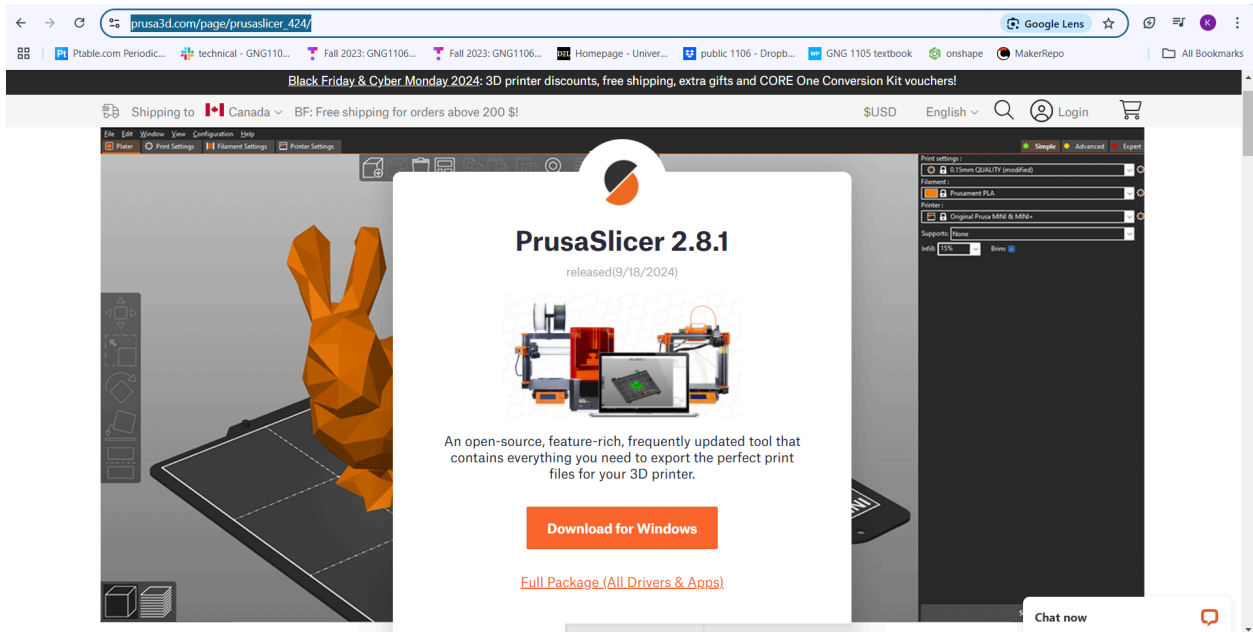 prusa3d.com/page/prusaslicer_424/
Google Lens
K
Ptable.com Periodic...
technical - GNG110...
Fall 2023: GNG1106...
Fall 2023: GNG1106...
DZL Homepage - Univer...
public 1106 - Dropb...
WP GNG 1105 textbook
onshape
MakerRepo
All Bookmarks
Black Friday & Cyber Monday 2024: 3D printer discounts, free shipping, extra gifts and CORE One Conversion Kit vouchers!
Shipping to Canada BF: Free shipping for orders above 200 $!
$USD English Login
File Edit Window View Configuration Help
Plater Print Settings Filament Settings Printer Settings
Simple Advanced Expert
Print settings :
0.15mm QUALITY (modified)
Filament :
Prusament PLA
Printer :
Original Prusa MINI & MINI+
Supports: None
Infill: 15% Brim:
PrusaSlicer 2.8.1
released(9/18/2024)
An open-source, feature-rich, frequently updated tool that
contains everything you need to export the perfect print
files for your 3D printer.
Download for Windows
Full Package (All Drivers & Apps)
Chat now